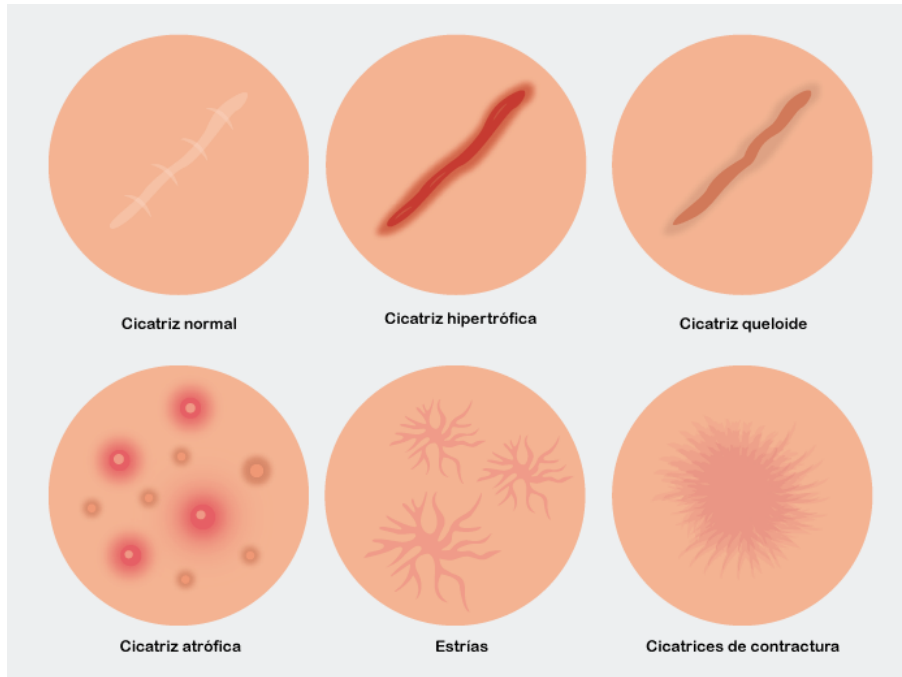 Cicatriz normal
Cicatriz hipertrófica
Cicatriz queloide
Cicatriz atrófica
Estrías
Cicatrices de contractura